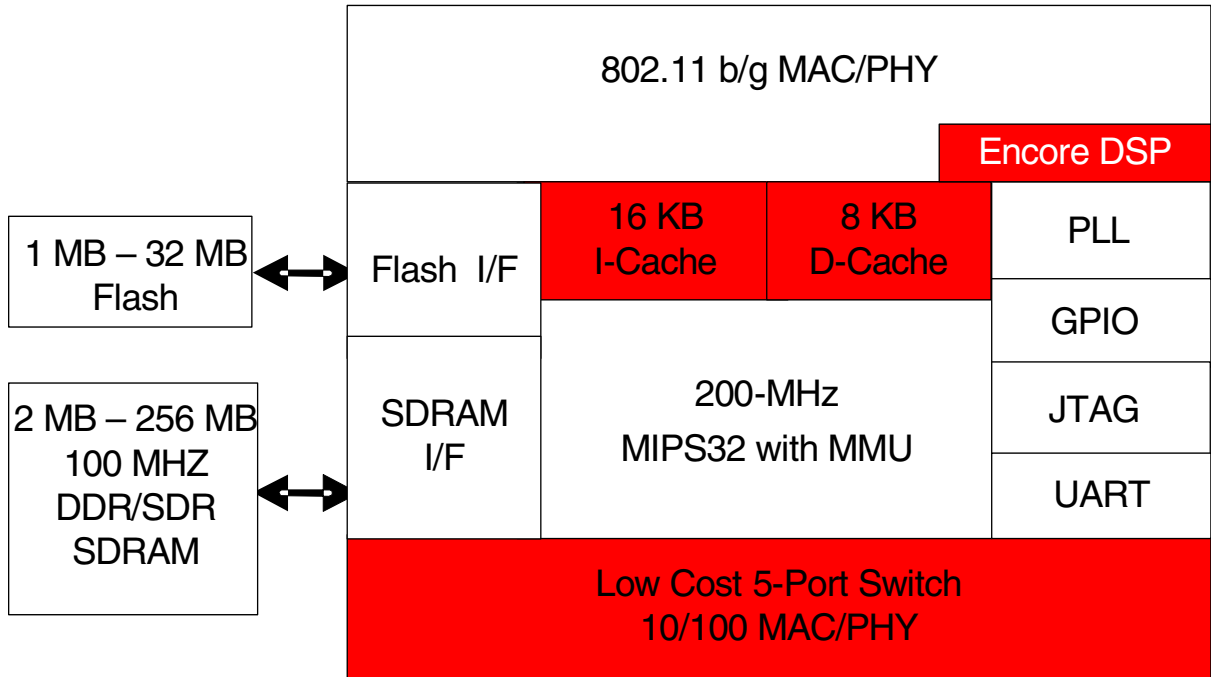 802.11 b/g MAC/PHY
Encore DSP
1 MB – 32 MB
Flash
Flash I/F
16 KB
I-Cache
8 KB
D-Cache
PLL
GPIO
2 MB – 256 MB
100 MHZ
DDR/SDR
SDRAM
SDRAM
I/F
200-MHz
MIPS32 with MMU
JTAG
UART
Low Cost 5-Port Switch
10/100 MAC/PHY